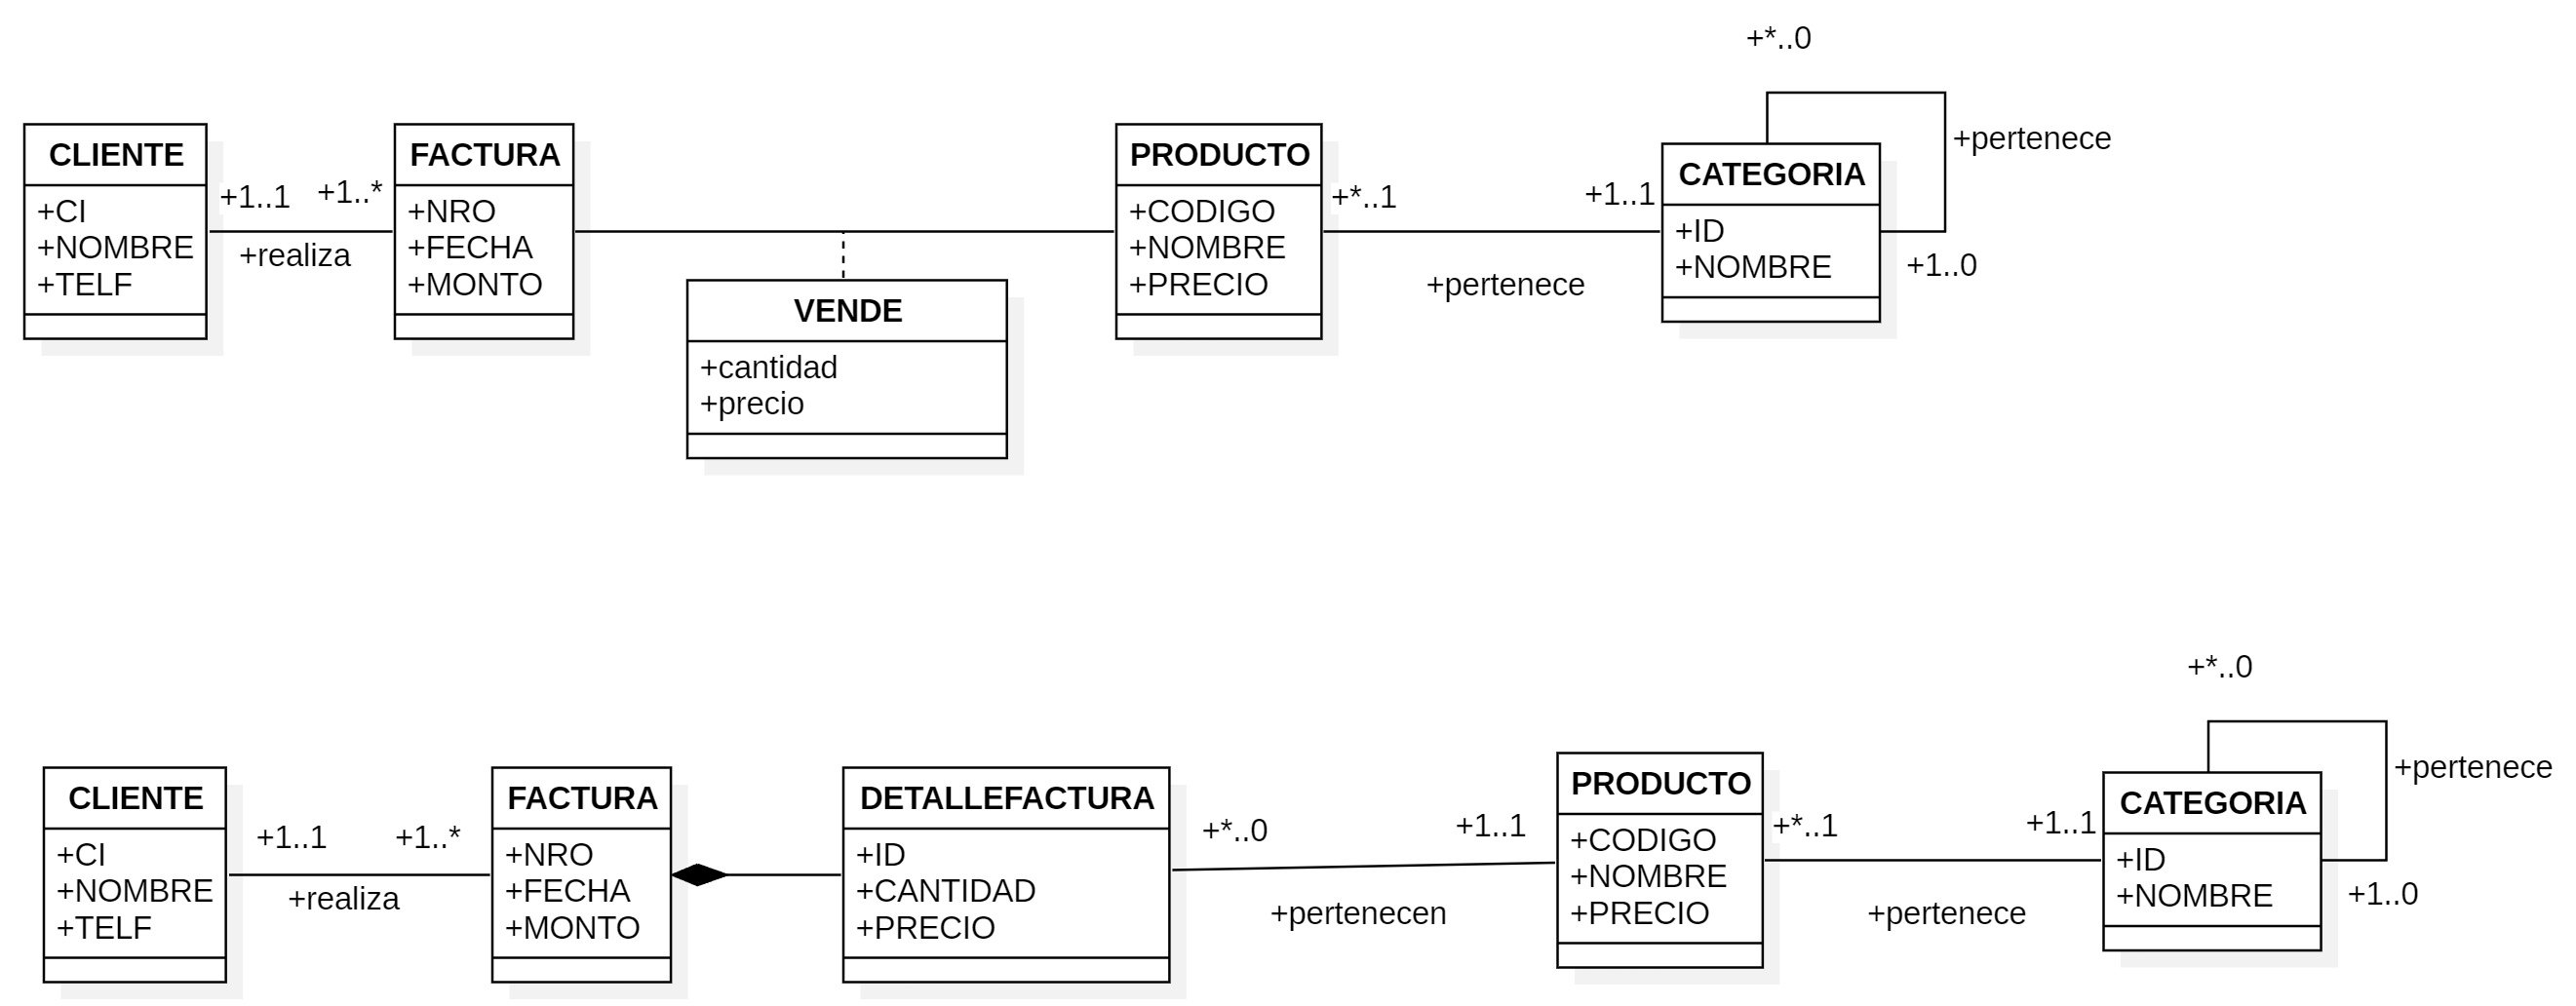 +*..0
+pertenece
CLIENTE
+CI
+NOMBRE
+TELF
+1..1
+1..*
+realiza
FACTURA
+NRO
+FECHA
+MONTO
VENDE
+cantidad
+precio
PRODUCTO
+CODIGO
+NOMBRE
+PRECIO
+*..1
+1..1
+pertenece
CATEGORIA
+ID
+NOMBRE
+1..0
+*..0
+pertenece
CLIENTE
+CI
+NOMBRE
+TELF
+1..1
+1..*
+realiza
FACTURA
+NRO
+FECHA
+MONTO
DETALLEFACTURA
+ID
+CANTIDAD
+PRECIO
+*..0
+1..1
+pertenecen
PRODUCTO
+CODIGO
+NOMBRE
+PRECIO
+*..1
+1..1
+pertenece
CATEGORIA
+ID
+NOMBRE
+1..0